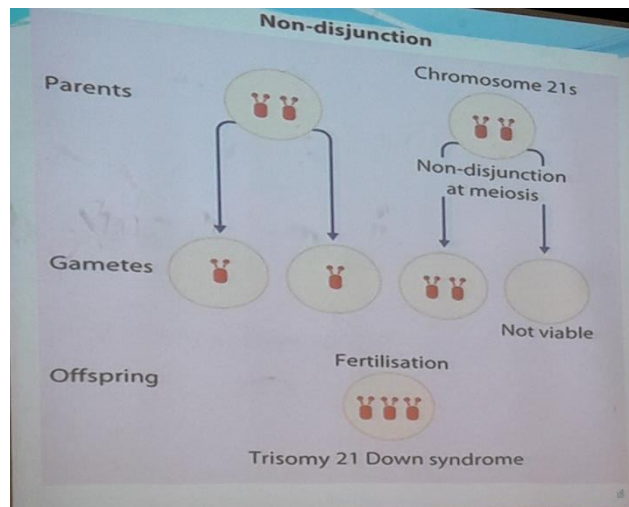 Non-disjunction
Parents
Chromosome 21s
Non-disjunction
at meiosis
Gametes
Not viable
Fertilisation
Offspring
Trisomy 21 Down syndrome